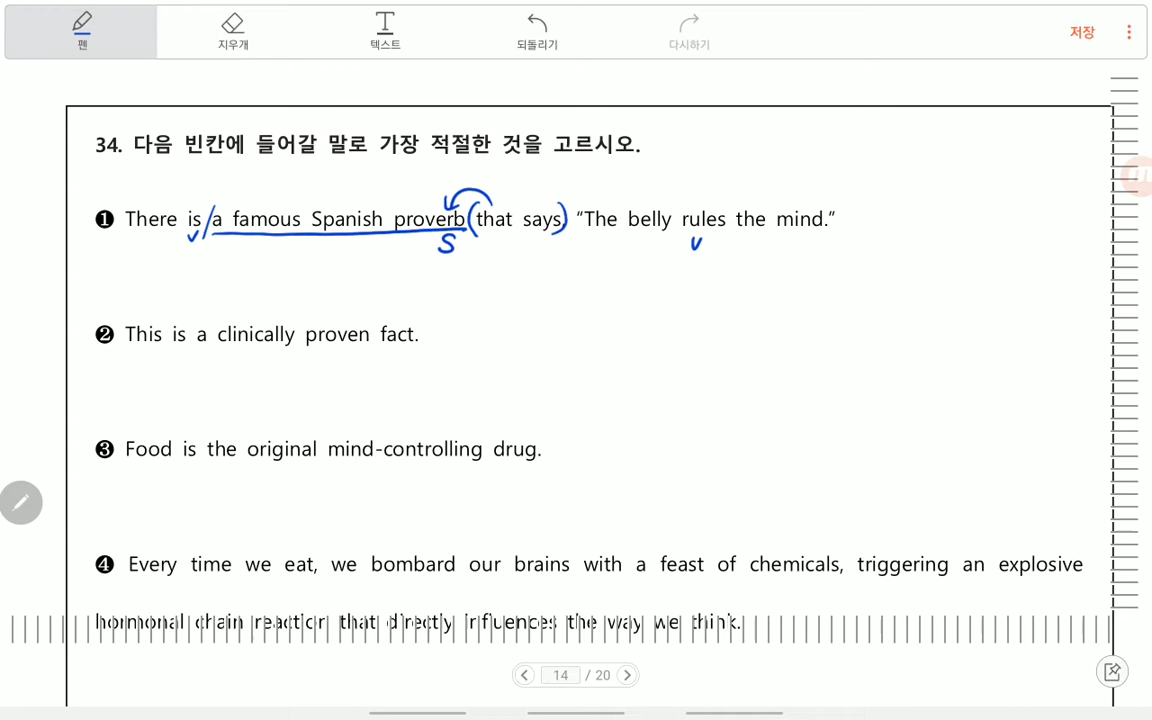 펜 지우개 텍스트 되돌리기 다시하기 저장
34. 다음 빈칸에 들어갈 말로 가장 적절한 것을 고르시오.
❶ There is/a famous Spanish proverb(that says) “The belly rules the mind.”
v S v
❷ This is a clinically proven fact.
❸ Food is the original mind-controlling drug.
❹ Every time we eat, we bombard our brains with a feast of chemicals, triggering an explosive
hormonal chain reaction that directly influences the way we think.
14 / 20